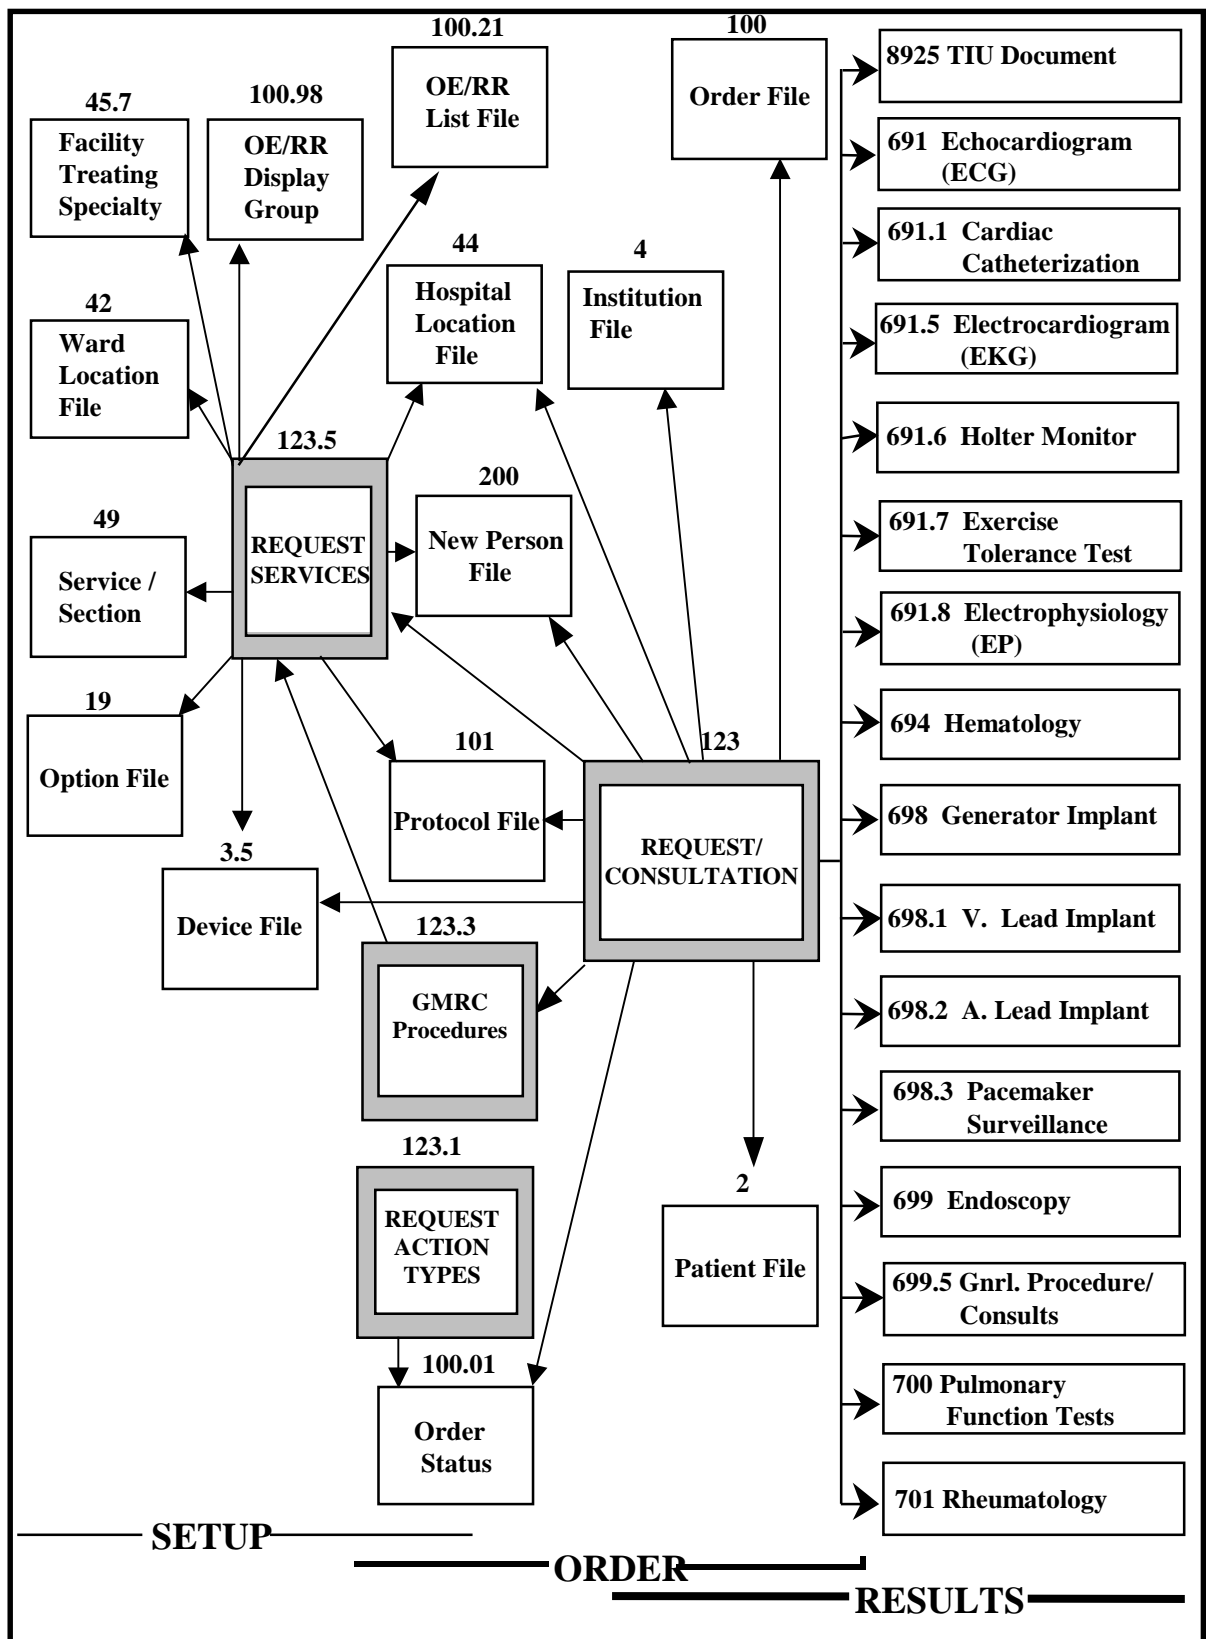 100.21
OE/RR
List File
100
Order File
45.7
Facility
Treating
Specialty
100.98
OE/RR
Display
Group
42
Ward
Location
File
44
Hospital
Location
File
4
Institution
File
123.5
REQUEST
SERVICES
200
New Person
File
49
Service /
Section
19
Option File
101
Protocol File
123
REQUEST/
CONSULTATION
3.5
Device File
123.3
GMRC
Procedures
123.1
REQUEST
ACTION
TYPES
2
Patient File
100.01
Order
Status
8925 TIU Document
691 Echocardiogram
(ECG)
691.1 Cardiac
Catheterization
691.5 Electrocardiogram
(EKG)
691.6 Holter Monitor
691.7 Exercise
Tolerance Test
691.8 Electrophysiology
(EP)
694 Hematology
698 Generator Implant
698.1 V. Lead Implant
698.2 A. Lead Implant
698.3 Pacemaker
Surveillance
699 Endoscopy
699.5 Gnrl. Procedure/
Consults
700 Pulmonary
Function Tests
701 Rheumatology
SETUP
ORDER
RESULTS